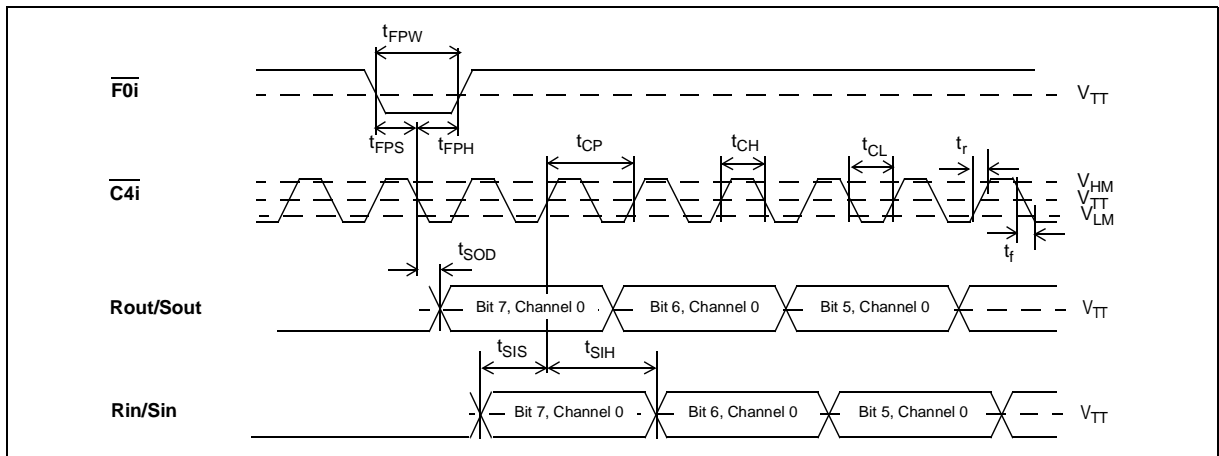 tFPW
F0i
VTT
tFPS
tFPH
tCP
tCH
tCL
tr
C4i
VHM
VTT
VLM
tf
tSOD
Rout/Sout
Bit 7, Channel 0
Bit 6, Channel 0
Bit 5, Channel 0
VTT
tSIS
tSIH
Rin/Sin
Bit 7, Channel 0
Bit 6, Channel 0
Bit 5, Channel 0
VTT